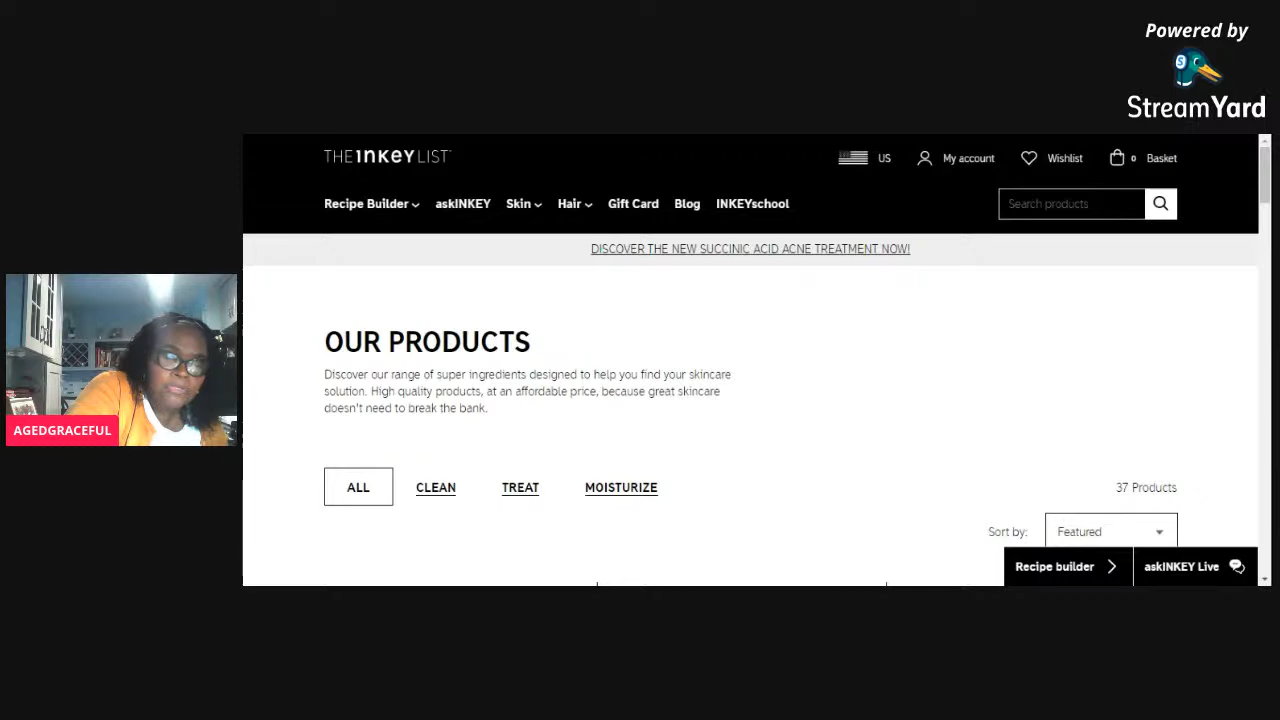 Powered by
StreamYard
THE INKEY LIST
US
My account
Wishlist
0
Basket
Recipe Builder
askINKEY
Skin
Hair
Gift Card
Blog
INKEYschool
Search products
DISCOVER THE NEW SUCCINIC ACID ACNE TREATMENT NOW!
OUR PRODUCTS
Discover our range of super ingredients designed to help you find your skincare
solution. High quality products, at an affordable price, because great skincare
doesn't need to break the bank.
AGEDGRACEFUL
ALL
CLEAN
TREAT
MOISTURIZE
37 Products
Sort by:
Featured
Recipe builder
askINKEY Live